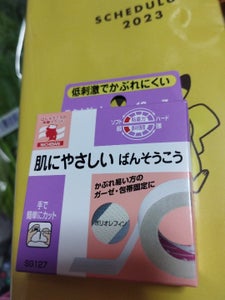 SCHEDULE
2023
低刺激でかぶれにくい
ソフト
ハード
NICHIBAN
肌にやさしい ばんそうこう
かぶれ易い方の
ガーゼ・包帯固定に
手で
簡単にカット
ポリオレフィン
SS127